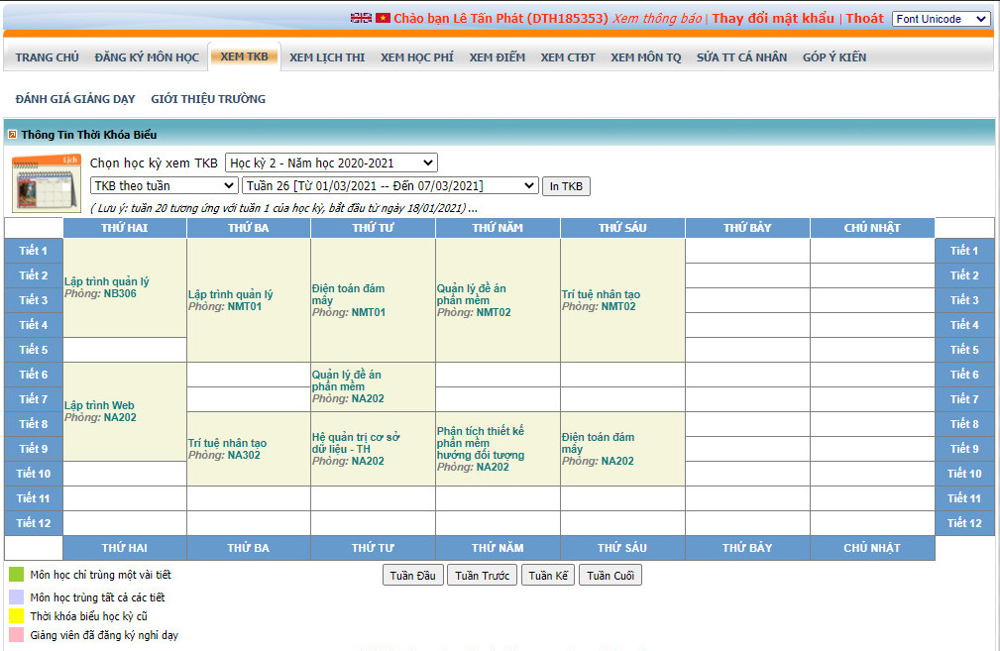 Chào bạn Lê Tấn Phát (DTH185353) Xem thông báo | Thay đổi mật khẩu | Thoát Font Unicode
TRANG CHỦ ĐĂNG KÝ MÔN HỌC XEM TKB XEM LỊCH THI XEM HỌC PHÍ XEM ĐIỂM XEM CTĐT XEM MÔN TQ SỬA TT CÁ NHÂN GÓP Ý KIẾN
ĐÁNH GIÁ GIẢNG DẠY GIỚI THIỆU TRƯỜNG
Thông Tin Thời Khóa Biểu
Lịch
Chọn học kỳ xem TKB Học kỳ 2 - Năm học 2020-2021
TKB theo tuần Tuần 26 [Từ 01/03/2021 -- Đến 07/03/2021] In TKB
( Lưu ý: tuần 20 tương ứng với tuần 1 của học kỳ, bắt đầu từ ngày 18/01/2021) ...
THỨ HAI THỨ BA THỨ TƯ THỨ NĂM THỨ SÁU THỨ BẢY CHỦ NHẬT
Tiết 1 Tiết 1
Tiết 2 Tiết 2
Tiết 3 Tiết 3
Tiết 4 Tiết 4
Tiết 5 Tiết 5
Lập trình quản lý
Phòng: NB306
Lập trình quản lý
Phòng: NMT01
Điện toán đám
mây
Phòng: NMT01
Quản lý đề án
phần mềm
Phòng: NMT02
Trí tuệ nhân tạo
Phòng: NMT02
Tiết 6 Tiết 6
Tiết 7 Tiết 7
Tiết 8 Tiết 8
Tiết 9 Tiết 9
Tiết 10 Tiết 10
Lập trình Web
Phòng: NA202
Trí tuệ nhân tạo
Phòng: NA302
Quản lý đề án
phần mềm
Phòng: NA202
Hệ quản trị cơ sở
dữ liệu - TH
Phòng: NA202
Phân tích thiết kế
phần mềm
hướng đối tượng
Phòng: NA202
Điện toán đám
mây
Phòng: NA202
Tiết 11 Tiết 11
Tiết 12 Tiết 12
THỨ HAI THỨ BA THỨ TƯ THỨ NĂM THỨ SÁU THỨ BẢY CHỦ NHẬT
Tuần Đầu Tuần Trước Tuần Kế Tuần Cuối
Môn học chỉ trùng một vài tiết
Môn học trùng tất cả các tiết
Thời khóa biểu học kỳ cũ
Giảng viên đã đăng ký nghỉ dạy